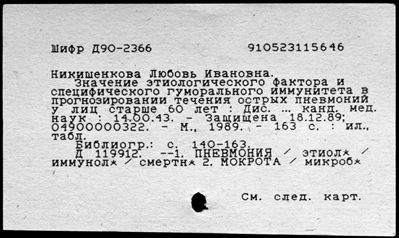 Шифр Д90-2366 910523115646
Никишенкова Любовь Ивановна.
Значение этиологического фактора и
специфического гуморального иммунитета в
прогнозировании течения острых пневмоний
у лиц старше 60 лет : Дис. ... канд. мед.
наук : 14.00.43. - Защищена 18.12.89;
04900000322. - М., 1989. - 163 с. : ил.,
табл.
Библиогр.: с. 140-163.
Д 119912. --1. ПНЕВМОНИЯ / этиол* /
иммунол* / смертн* 2. МОКРОТА / микроб*
См. след. карт.